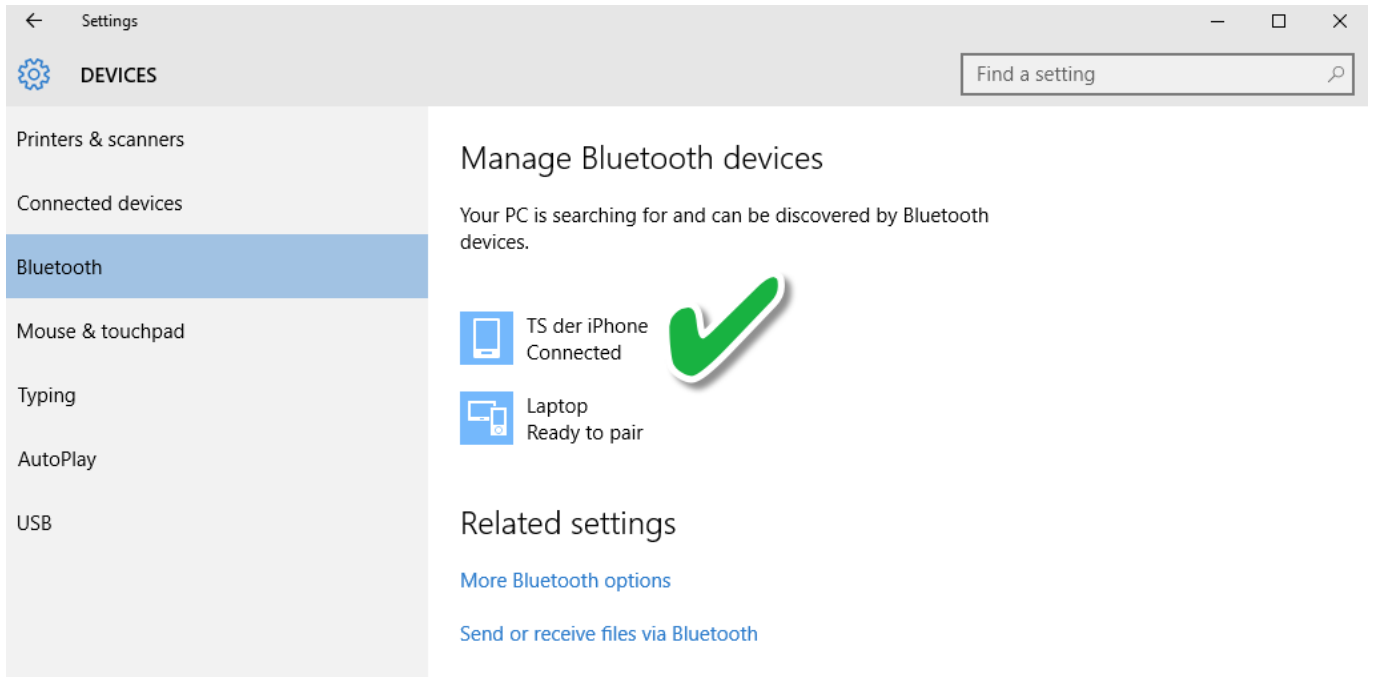 Settings
DEVICES
Find a setting
Printers & scanners
Connected devices
Bluetooth
Mouse & touchpad
Typing
AutoPlay
USB
Manage Bluetooth devices
Your PC is searching for and can be discovered by Bluetooth
devices.
TS der iPhone
Connected
Laptop
Ready to pair
Related settings
More Bluetooth options
Send or receive files via Bluetooth